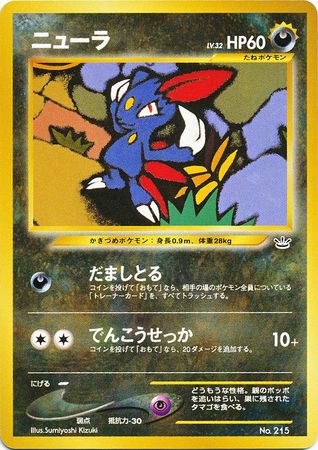 ニューラ
LV.32 HP60
たねポケモン
かぎづめポケモン：身長0.9m、体重28kg
だましとる
コインを投げて「おもて」なら、相手の場のポケモン全員についている
「トレーナーカード」を、すべてトラッシュする。
でんこうせっか 10+
コインを投げて「おもて」なら、20ダメージを追加する。
にげる
弱点 抵抗力-30
どうもうな性格。親のポッポ
を追いはらい、巣に残された
タマゴを食べる。
Illus.Sumiyoshi Kizuki
No.215